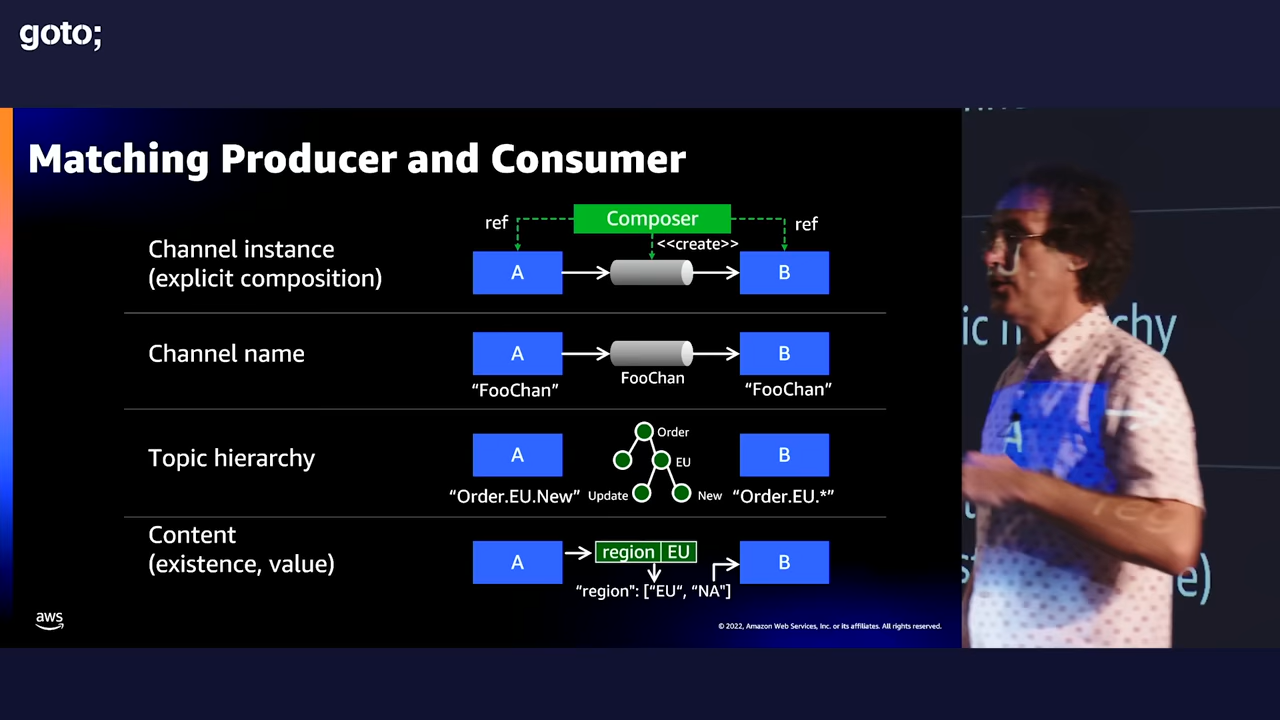 goto;
Matching Producer and Consumer
Channel instance
(explicit composition)
ref
Composer
ref
<<create>>
A
B
Channel name
A
B
"FooChan"
FooChan
"FooChan"
Topic hierarchy
A
Order
EU
Update
New
B
"Order.EU.New"
"Order.EU.*"
Content
(existence, value)
A
region EU
B
"region": ["EU", "NA"]
aws
© 2022, Amazon Web Services, Inc. or its affiliates. All rights reserved.